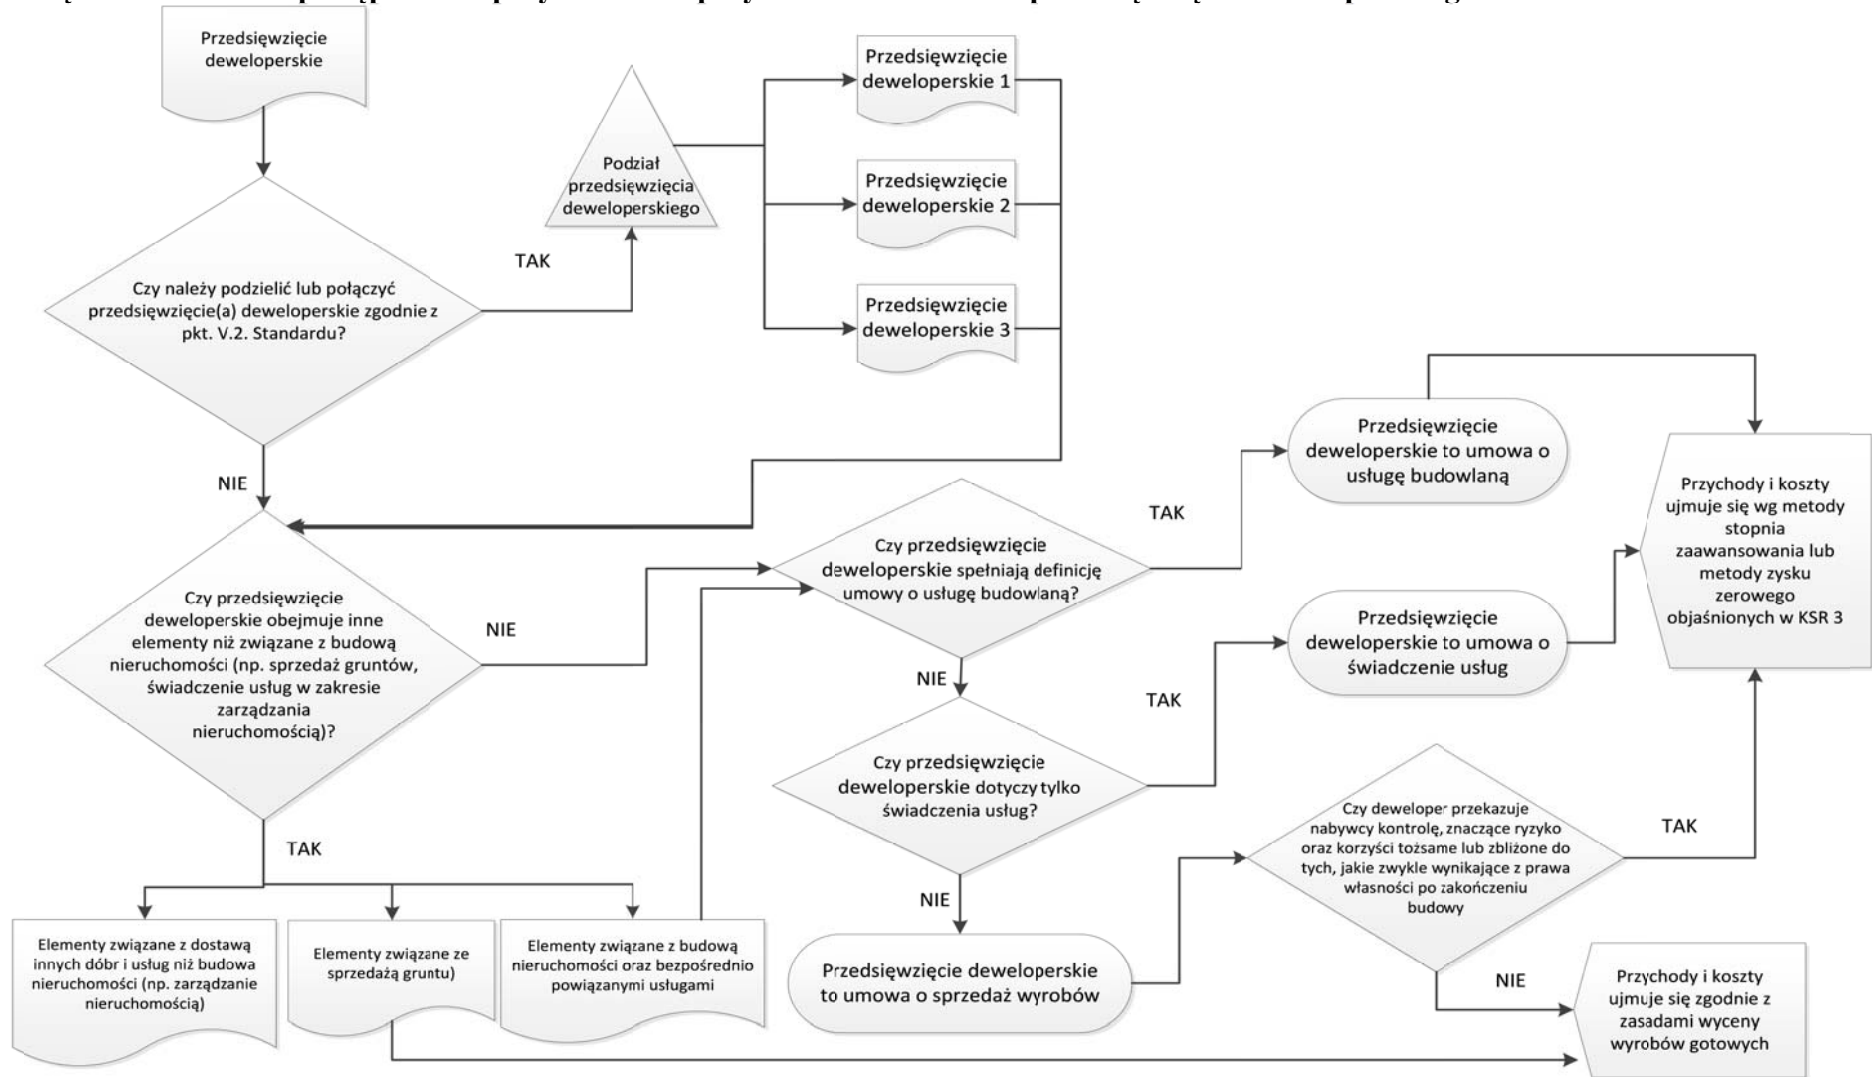 Przedsięwzięcie
deweloperskie
Podział
przedsięwzięcia
deweloperskiego
Przedsięwzięcie
deweloperskie 1
Przedsięwzięcie
deweloperskie 2
Przedsięwzięcie
deweloperskie 3
TAK
Czy należy podzielić lub połączyć
przedsięwzięcie(a) deweloperskie zgodnie z
pkt. V.2. Standardu?
NIE
Czy przedsięwzięcie
deweloperskie obejmuje inne
elementy niż związane z budową
nieruchomości (np. sprzedaż gruntów,
świadczenie usług w zakresie
zarządzania
nieruchomością)?
NIE
TAK
Elementy związane z dostawą
innych dóbr i usług niż budowa
nieruchomości (np. zarządzanie
nieruchomością)
Elementy związane ze
sprzedażą gruntu)
Elementy związane z budową
nieruchomości oraz bezpośrednio
powiązanymi usługami
Czy przedsięwzięcie
deweloperskie spełniają definicję
umowy o usługę budowlaną?
TAK
NIE
Przedsięwzięcie
deweloperskie to umowa o
usługę budowlaną
Czy przedsięwzięcie
deweloperskie dotyczy tylko
świadczenia usług?
TAK
NIE
Przedsięwzięcie
deweloperskie to umowa o
świadczenie usług
Przychody i koszty
ujmuje się wg metody
stopnia
zaawansowania lub
metody zysku
zerowego
objaśnionych w KSR 3
Przedsięwzięcie deweloperskie
to umowa o sprzedaż wyrobów
Czy deweloper przekazuje
nabywcy kontrolę, znaczące ryzyko
oraz korzyści tożsame lub zbliżone do
tych, jakie zwykle wynikające z prawa
własności po zakończeniu
budowy
TAK
NIE
Przychody i koszty
ujmuje się zgodnie z
zasadami wyceny
wyrobów gotowych